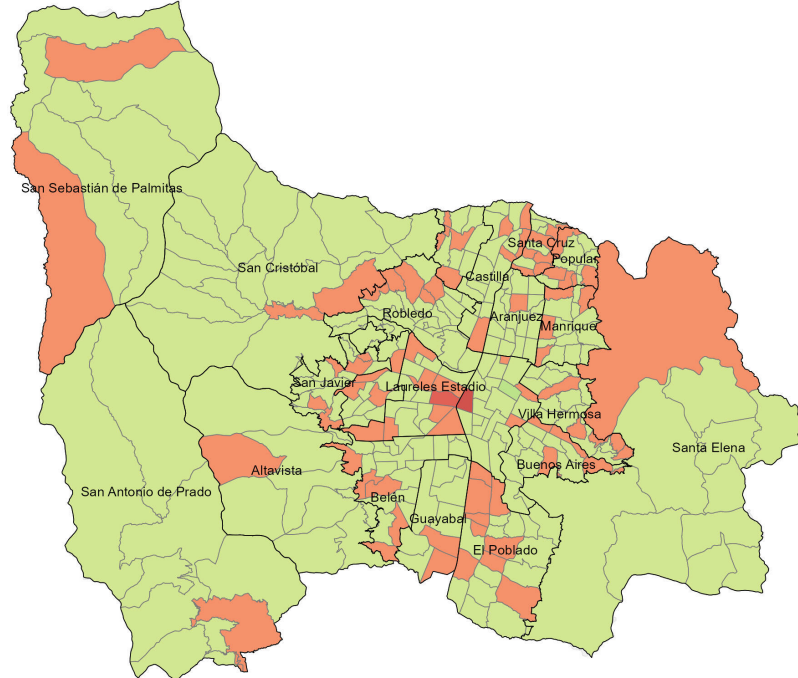 San Sebastián de Palmitas
Santa Cruz
Popular
San Cristóbal
Castilla
Robledo
Aranjuez
Manrique
San Javier
Laureles Estadio
Villa Hermosa
Santa Elena
Altavista
Buenos Aires
San Antonio de Prado
Belén
Guayabal
El Poblado